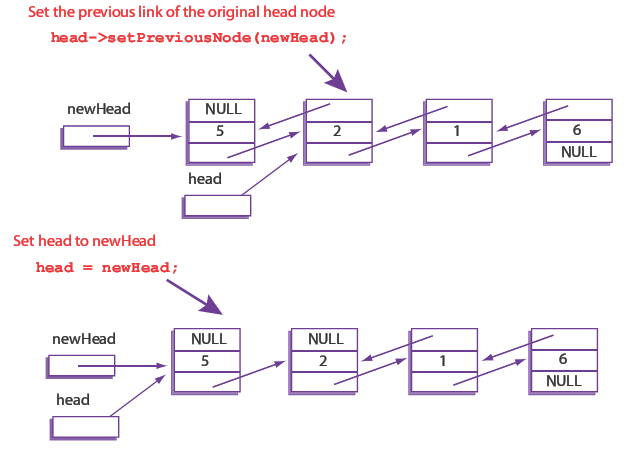 Set the previous link of the original head node
head->setPreviousNode(newHead);
newHead
NULL
5
2
1
6
NULL
head
Set head to newHead
head = newHead;
newHead
NULL
NULL
5
2
1
6
NULL
head